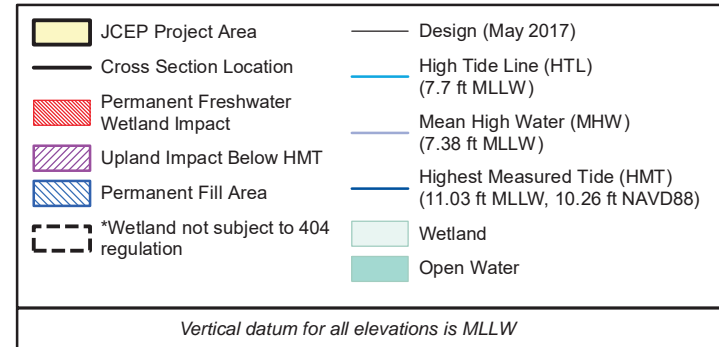 JCEP Project Area
Cross Section Location
Permanent Freshwater
Wetland Impact
Upland Impact Below HMT
Permanent Fill Area
*Wetland not subject to 404
regulation
Design (May 2017)
High Tide Line (HTL)
(7.7 ft MLLW)
Mean High Water (MHW)
(7.38 ft MLLW)
Highest Measured Tide (HMT)
(11.03 ft MLLW, 10.26 ft NAVD88)
Wetland
Open Water
Vertical datum for all elevations is MLLW